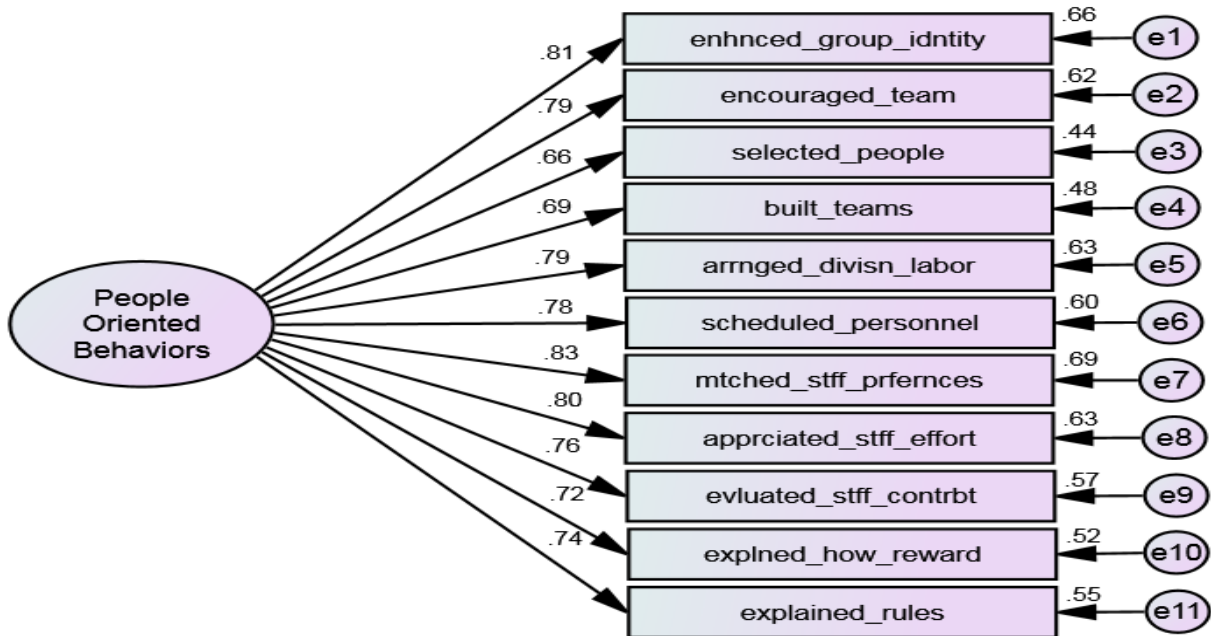 .66
.81
enhnced_group_idntity
e1
.62
.79
encouraged_team
e2
.44
.66
selected_people
e3
.48
.69
built_teams
e4
.63
.79
arrnged_divisn_labor
e5
People
Oriented
Behaviors
.60
.78
scheduled_personnel
e6
.69
.83
mtched_stff_prfernces
e7
.63
.80
apprciated_stff_effort
e8
.57
.76
evluated_stff_contrbt
e9
.52
.72
explned_how_reward
e10
.55
.74
explained_rules
e11